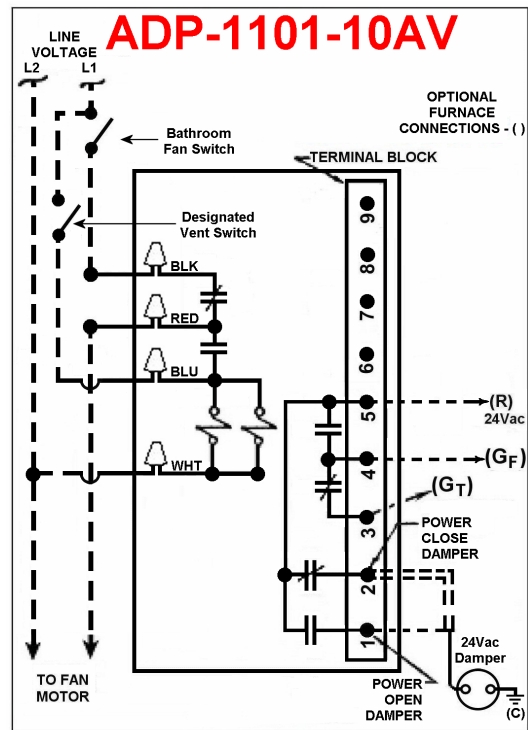 ADP-1101-10AV
LINE
VOLTAGE
L2 L1
OPTIONAL
FURNACE
CONNECTIONS - ( )
Bathroom
Fan Switch
TERMINAL BLOCK
Designated
Vent Switch
9
8
7
6
5
4
3
2
1
BLK
RED
BLU
WHT
(R)
24Vac
(GF)
(GT)
POWER
CLOSE
DAMPER
24Vac
Damper
(C)
POWER
OPEN
DAMPER
TO FAN
MOTOR